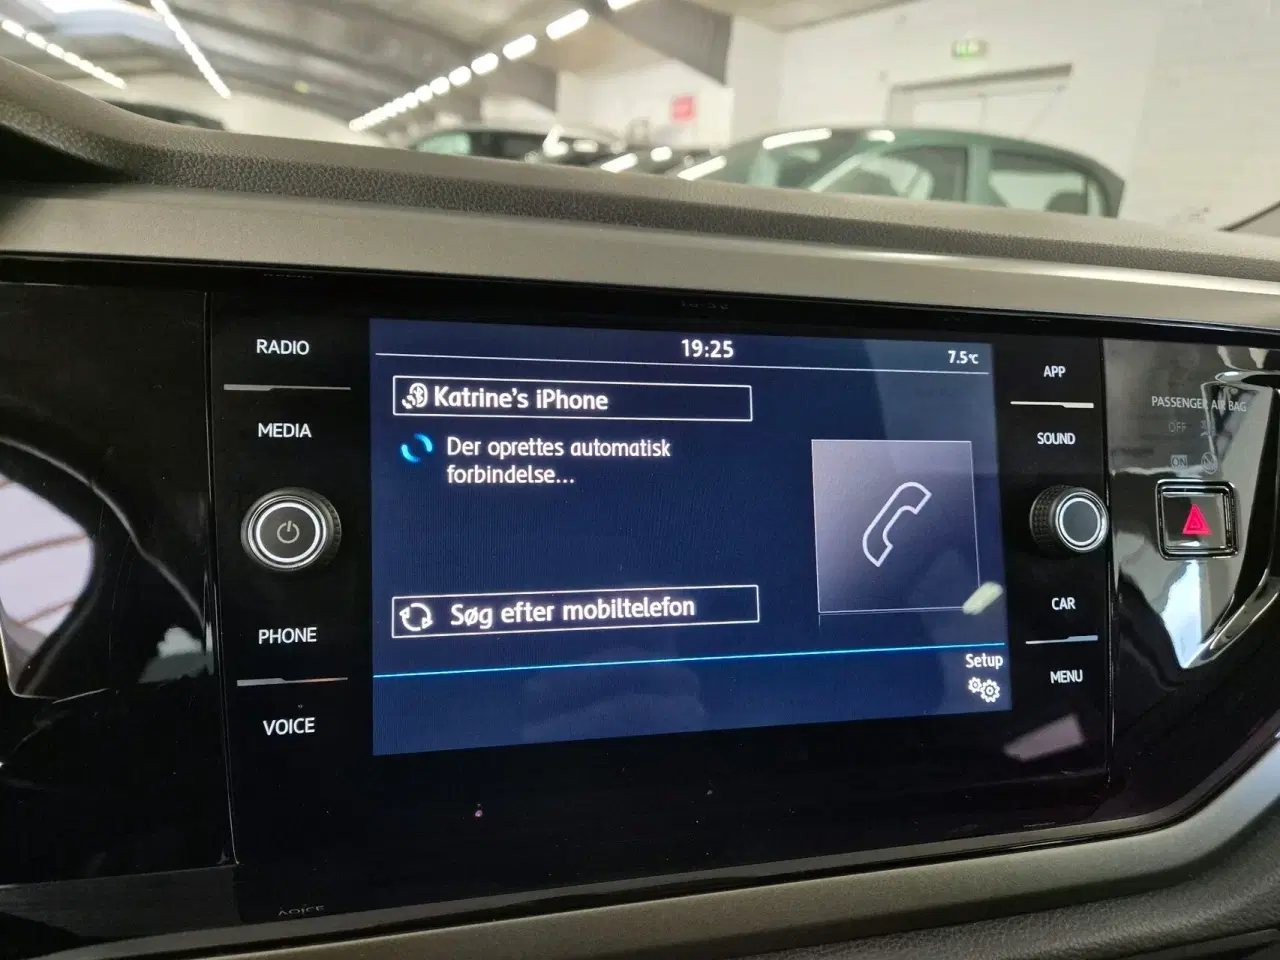 19:25
7.5°C
RADIO
MEDIA
PHONE
VOICE
Katrine's iPhone
Der oprettes automatisk
forbindelse...
Søg efter mobiltelefon
Setup
APP
SOUND
CAR
MENU
PASSENGER AIR BAG
OFF
ON